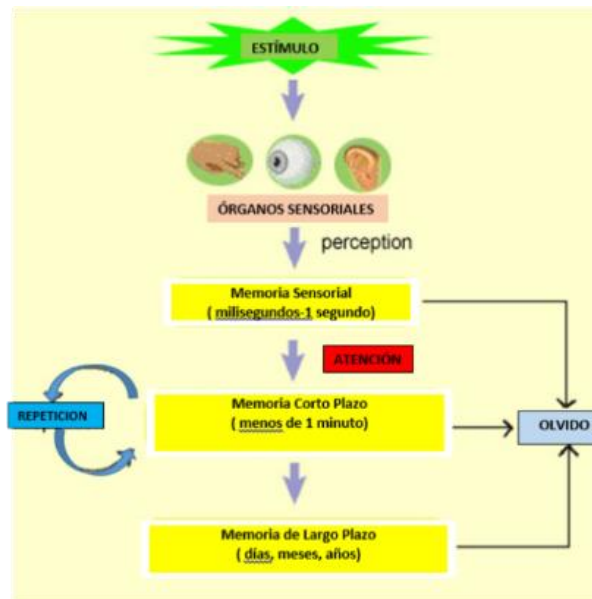 ESTÍMULO
ÓRGANOS SENSORIALES
perception
Memoria Sensorial
( milisegundos-1 segundo)
ATENCIÓN
REPETICION
Memoria Corto Plazo
( menos de 1 minuto)
OLVIDO
Memoria de Largo Plazo
( días, meses, años)